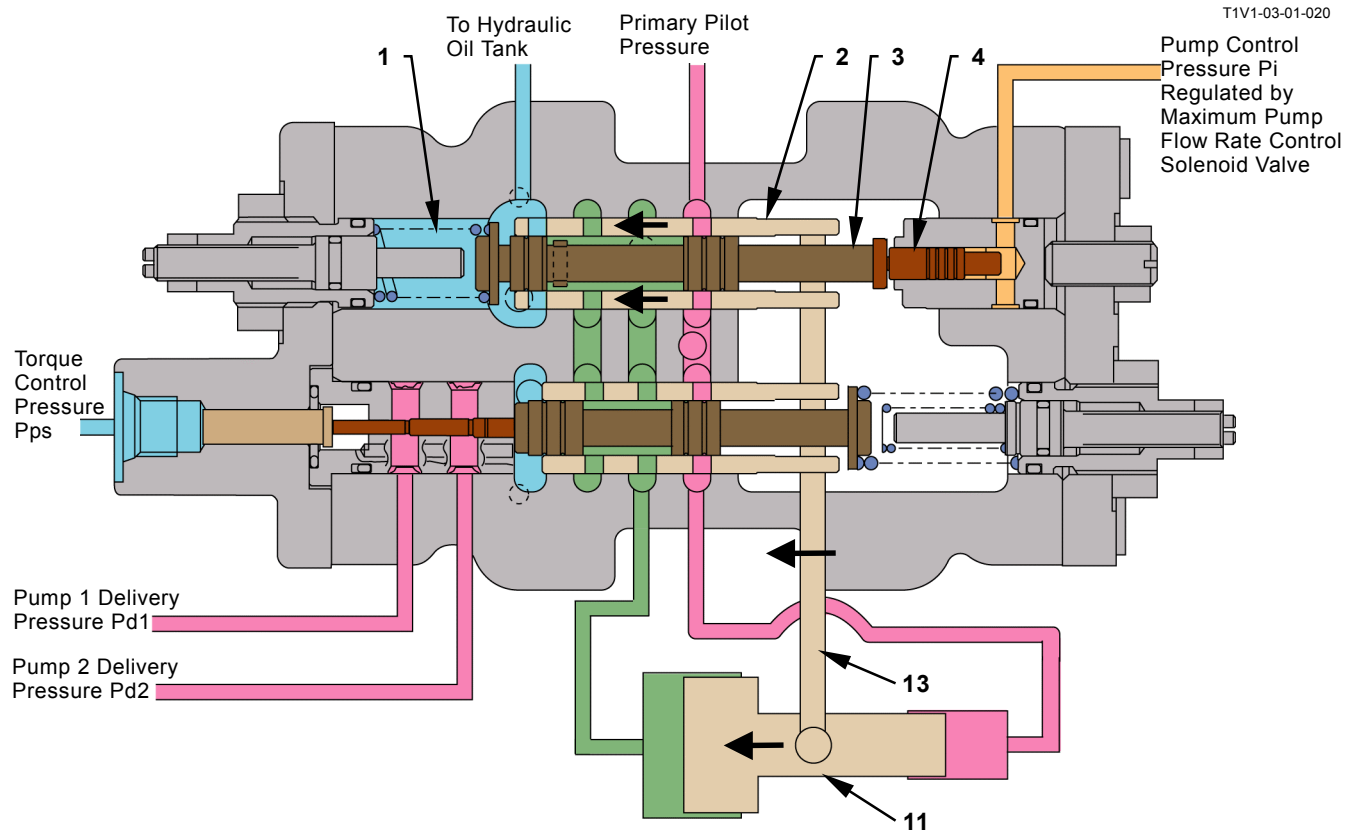 T1V1-03-01-020
To Hydraulic
Oil Tank
Primary Pilot
Pressure
Pump Control
Pressure Pi
Regulated by
Maximum Pump
Flow Rate Control
Solenoid Valve
1
2
3
4
Torque
Control
Pressure
Pps
Pump 1 Delivery
Pressure Pd1
Pump 2 Delivery
Pressure Pd2
13
11